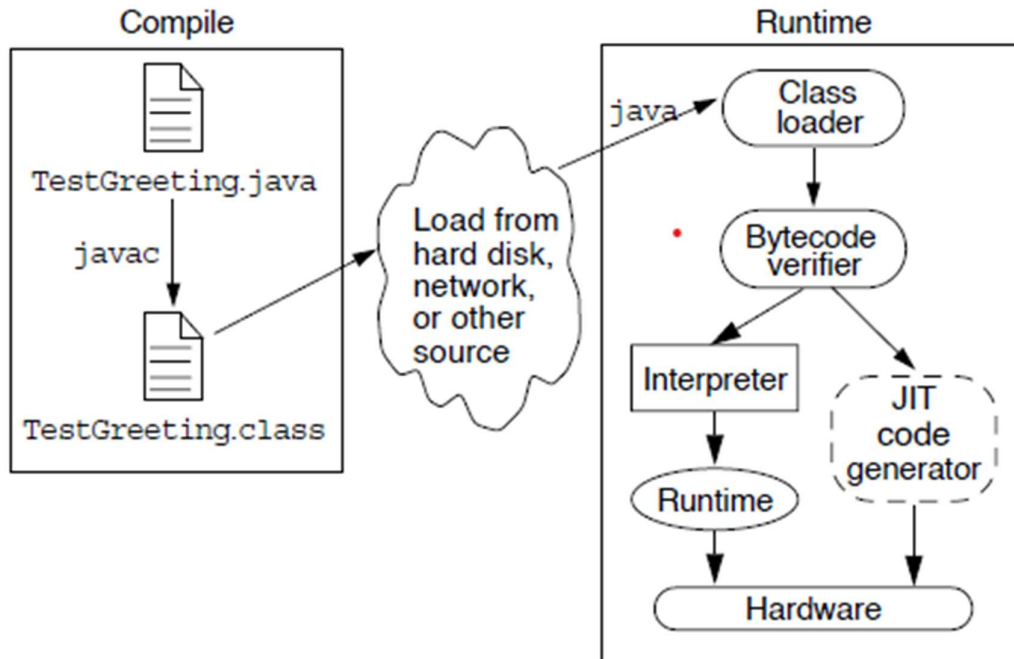 Compile
TestGreeting.java
javac
TestGreeting.class
Load from
hard disk,
network,
or other
source
Runtime
java
Class
loader
Bytecode
verifier
Interpreter
JIT
code
generator
Runtime
Hardware